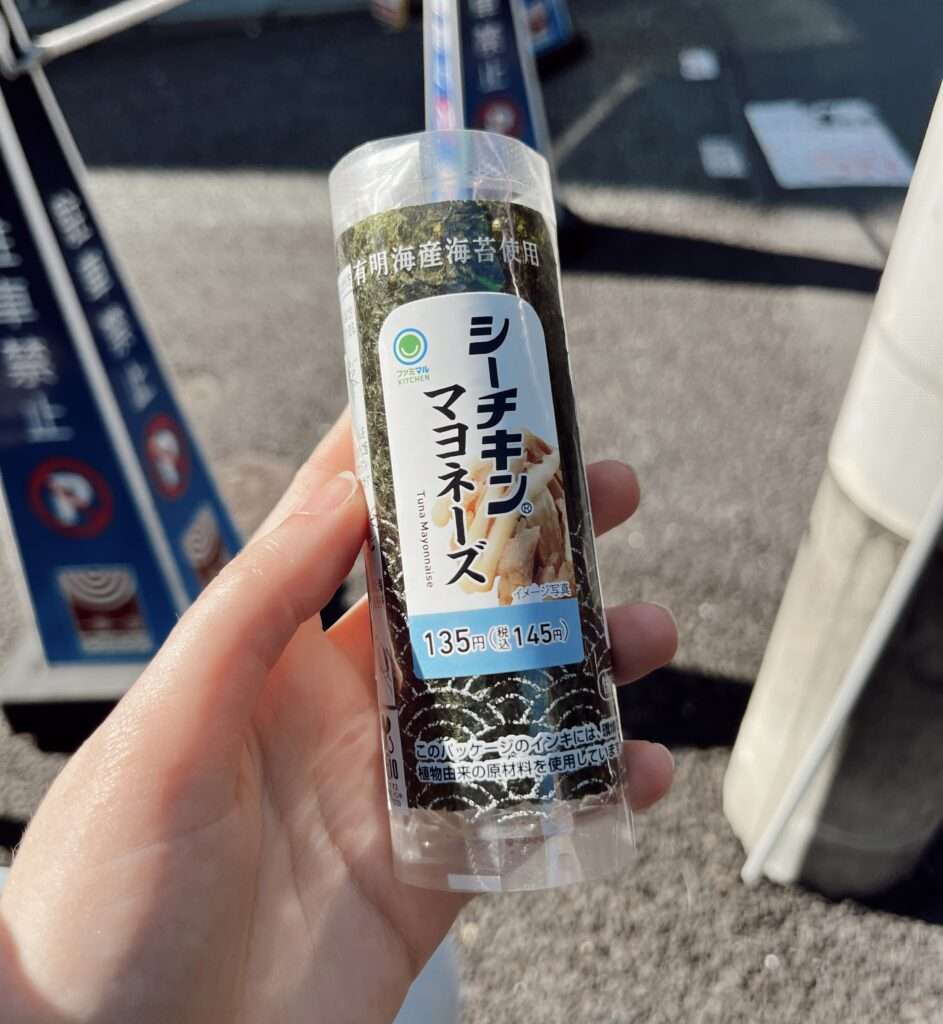 有明海産海苔使用
ファミマル
KITCHEN
シーチキン®
マヨネーズ
Tuna Mayonnaise
イメージ写真
135円(税込145円)
このパッケージのインキには、環
植物由来の原材料を使用していま
車禁止
駐車禁止
禁止